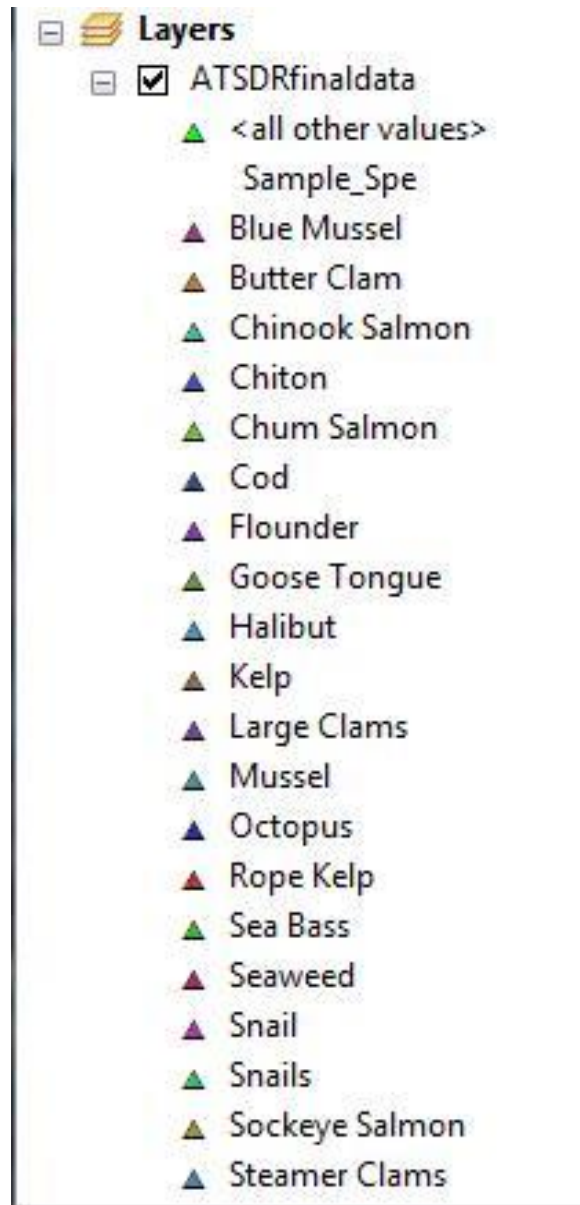 Layers
ATSDRfinaldata
<all other values>
Sample_Spe
Blue Mussel
Butter Clam
Chinook Salmon
Chiton
Chum Salmon
Cod
Flounder
Goose Tongue
Halibut
Kelp
Large Clams
Mussel
Octopus
Rope Kelp
Sea Bass
Seaweed
Snail
Snails
Sockeye Salmon
Steamer Clams